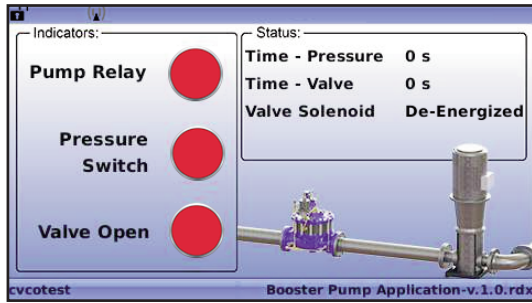 Indicators:
Pump Relay
Pressure
Switch
Valve Open
Status:
Time - Pressure 0 s
Time - Valve 0 s
Valve Solenoid De-Energized
cvcotest
Booster Pump Application-v.1.0.rdx